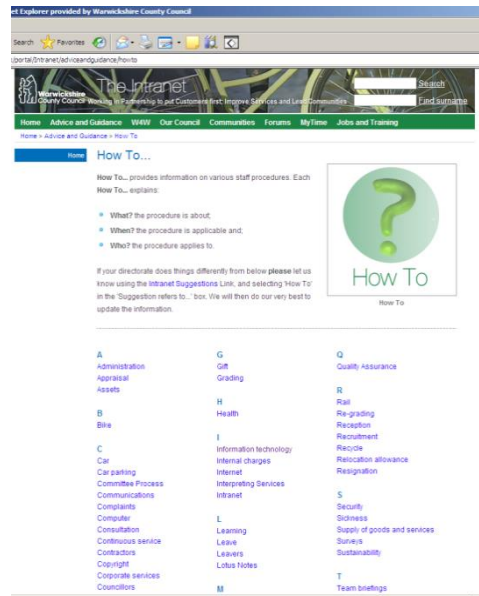 et Explorer provided by Warwickshire County Council
Search Favorites
/portal/Intranet/adviceandguidance/howto
Warwickshire County Council
The Intranet
Working in Partnership to put Customers first, Improve Services and Lead Communities
Search
Find surname
Home Advice and Guidance W4W Our Council Communities Forums MyTime Jobs and Training
Home > Advice and Guidance > How To
Home
How To...
How To... provides information on various staff procedures. Each
How To... explains:
What? the procedure is about;
When? the procedure is applicable and;
Who? the procedure applies to.
If your directorate does things differently from below please let us
know using the Intranet Suggestions Link, and selecting 'How To'
in the 'Suggestion refers to...' box. We will then do our very best to
update the information.
?
How To
How To
A
Administration
Appraisal
Assets
B
Bike
C
Car
Car parking
Committee Process
Communications
Complaints
Computer
Consultation
Continuous service
Contractors
Copyright
Corporate services
Councillors
G
Gift
Grading
H
Health
I
Information technology
Internal charges
Internet
Interpreting Services
Intranet
L
Learning
Leave
Leavers
Lotus Notes
M
Q
Quality Assurance
R
Rail
Re-grading
Reception
Recruitment
Recycle
Relocation allowance
Resignation
S
Security
Sickness
Supply of goods and services
Surveys
Sustainability
T
Team briefings